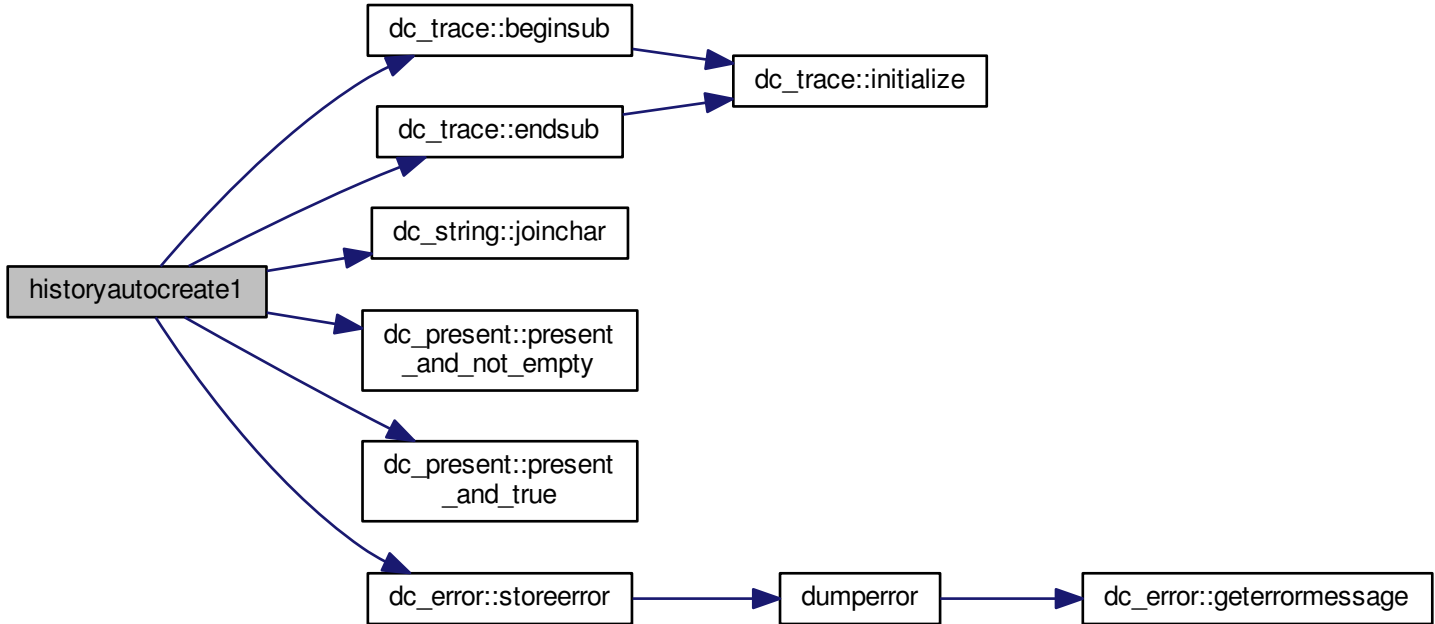 dc_trace::beginsub
dc_trace::initialize
dc_trace::endsub
dc_string::joinchar
historyautocreate1
dc_present::present
_and_not_empty
dc_present::present
_and_true
dc_error::storeerror
dumperror
dc_error::geterrormessage